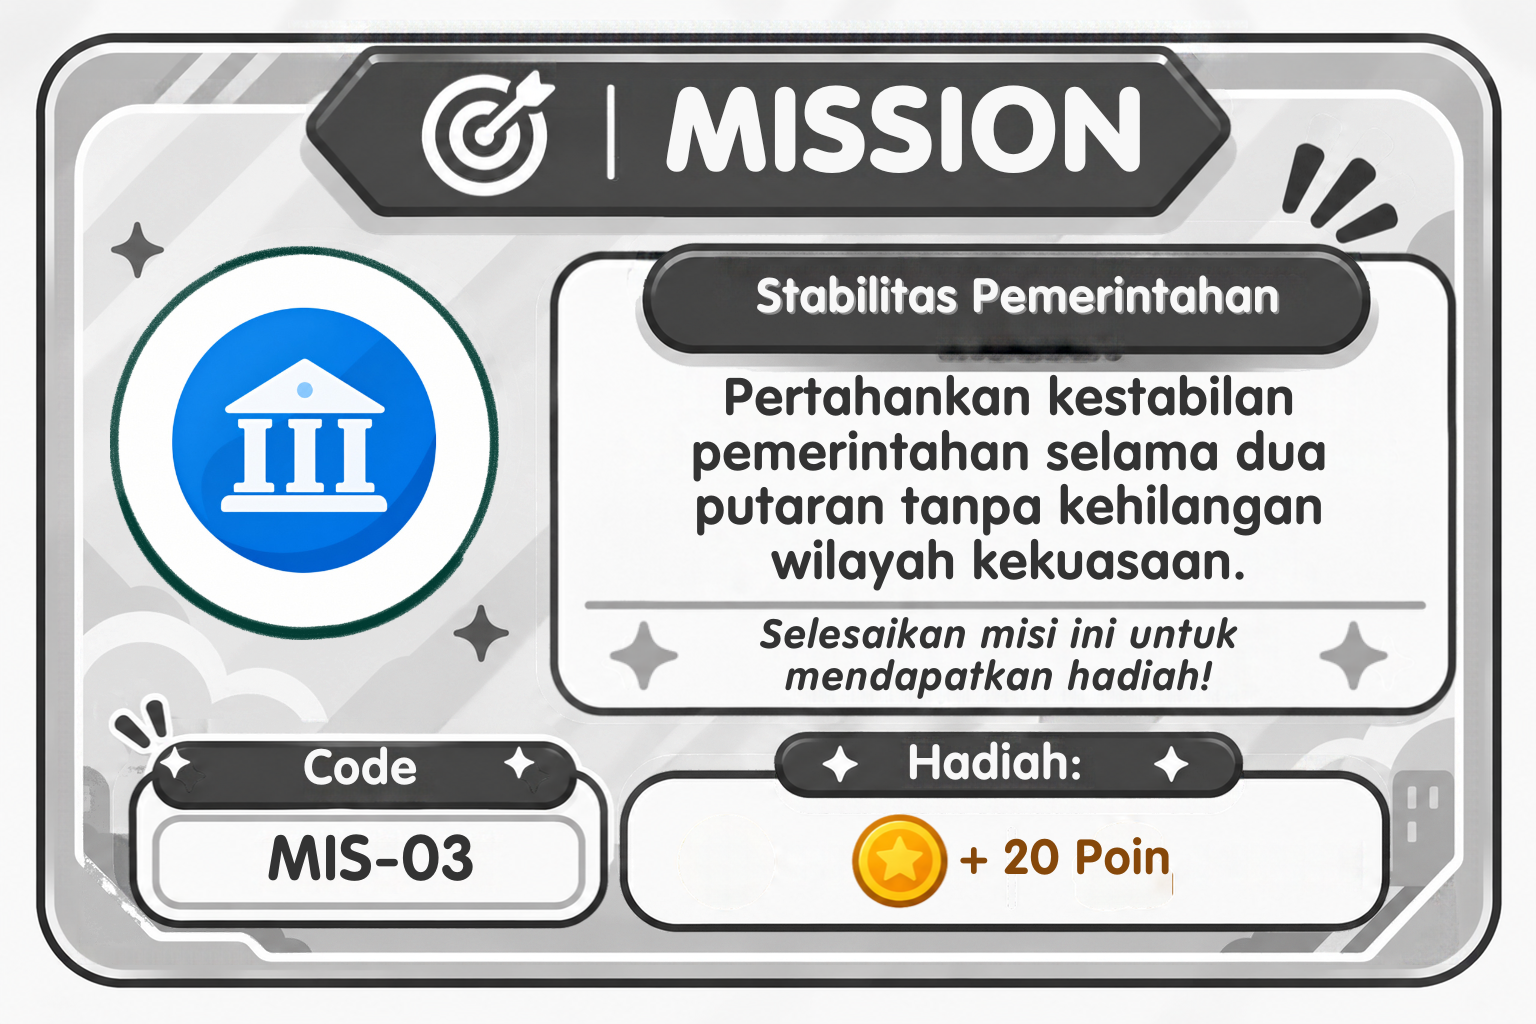 MISSION
Stabilitas Pemerintahan
Pertahankan kestabilan
pemerintahan selama dua
putaran tanpa kehilangan
wilayah kekuasaan.
Selesaikan misi ini untuk
mendapatkan hadiah!
Code
MIS-03
Hadiah:
+ 20 Poin